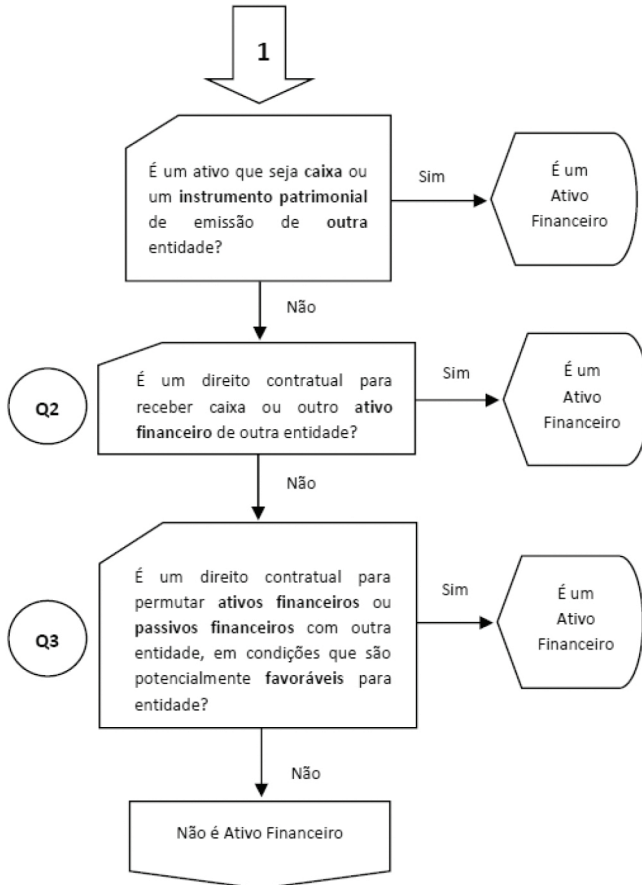 1
É um ativo que seja caixa ou
um instrumento patrimonial
de emissão de outra
entidade?
Sim
É um
Ativo
Financeiro
Não
Q2
É um direito contratual para
receber caixa ou outro ativo
financeiro de outra entidade?
Sim
É um
Ativo
Financeiro
Não
Q3
É um direito contratual para
permutar ativos financeiros ou
passivos financeiros com outra
entidade, em condições que são
potencialmente favoráveis para
entidade?
Sim
É um
Ativo
Financeiro
Não
Não é Ativo Financeiro